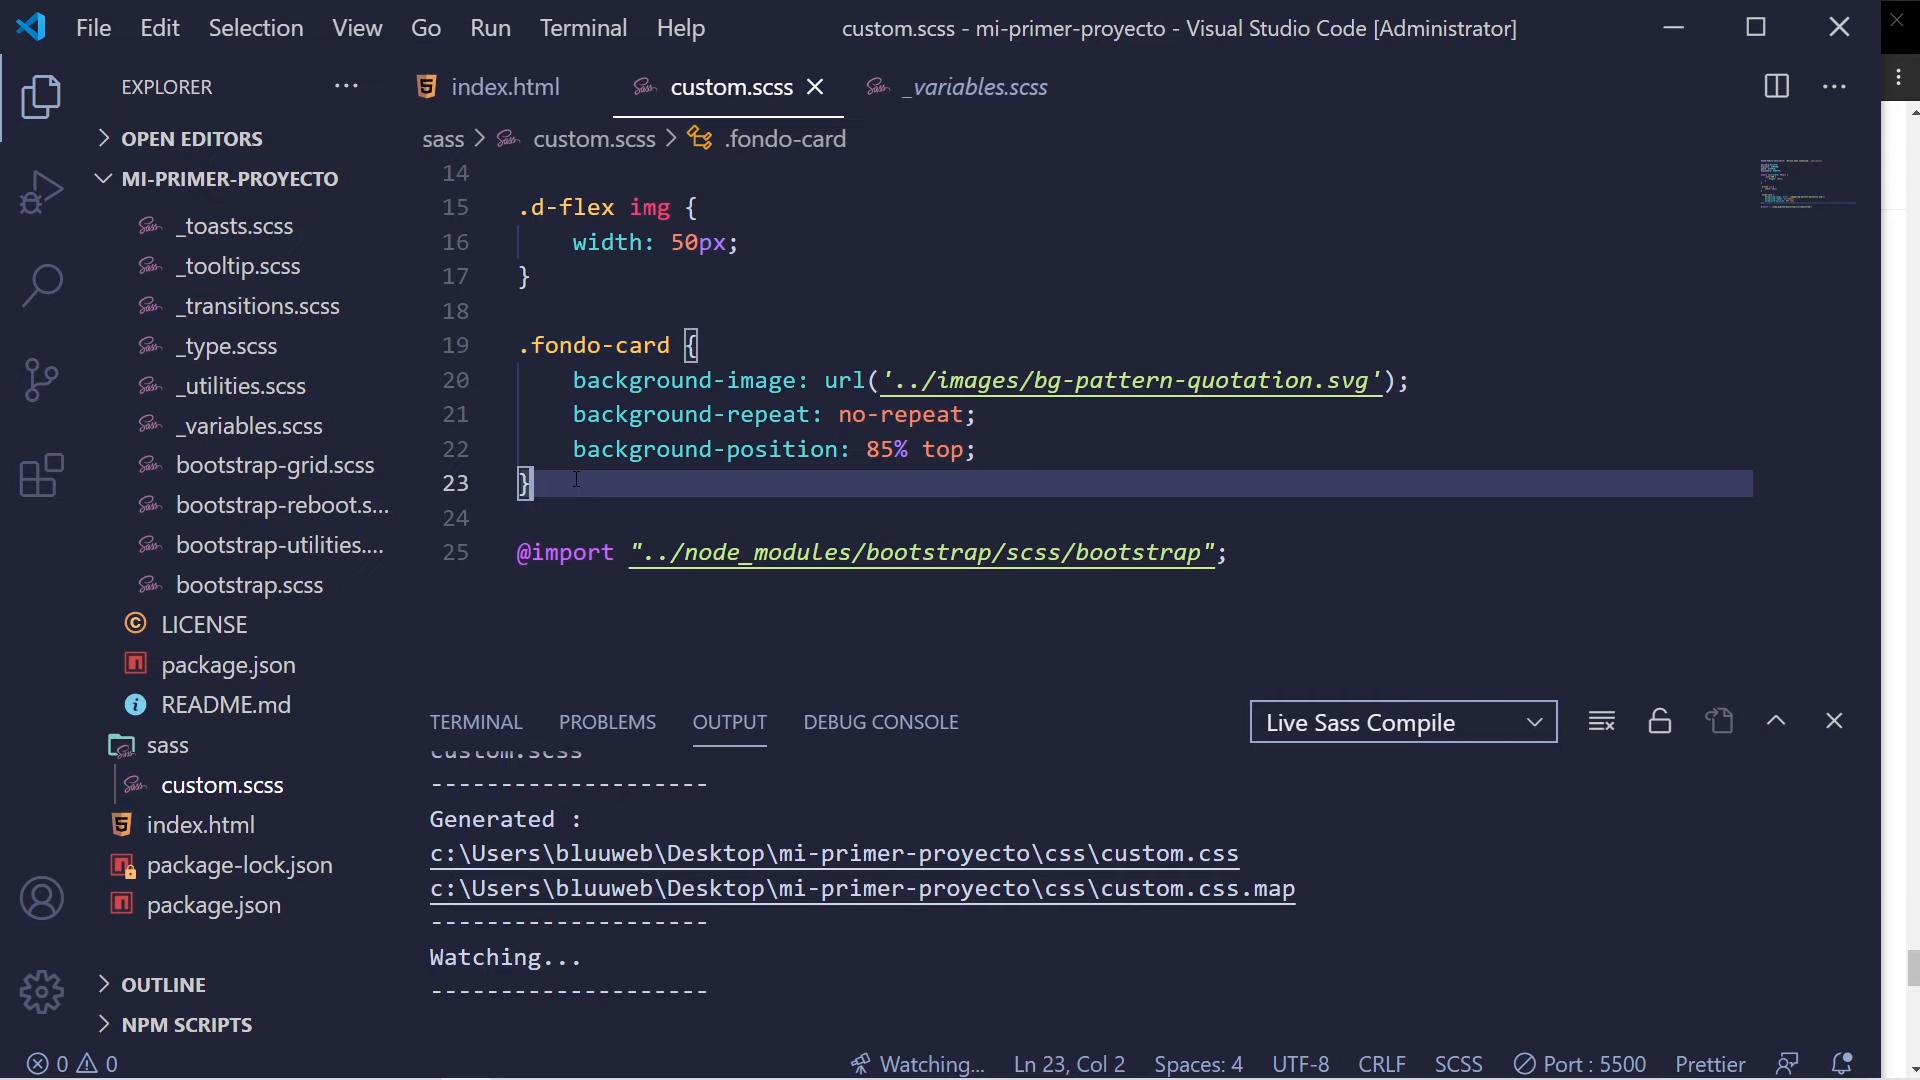 File Edit Selection View Go Run Terminal Help
custom.scss - mi-primer-proyecto - Visual Studio Code [Administrator]
EXPLORER ...
OPEN EDITORS
MI-PRIMER-PROYECTO
_toasts.scss
_tooltip.scss
_transitions.scss
_type.scss
_utilities.scss
_variables.scss
bootstrap-grid.scss
bootstrap-reboot.s...
bootstrap-utilities....
bootstrap.scss
LICENSE
package.json
README.md
sass
custom.scss
index.html
package-lock.json
package.json
OUTLINE
NPM SCRIPTS
index.html custom.scss _variables.scss
sass > custom.scss > .fondo-card
14
15 .d-flex img {
16 width: 50px;
17 }
18
19 .fondo-card {
20 background-image: url('../images/bg-pattern-quotation.svg');
21 background-repeat: no-repeat;
22 background-position: 85% top;
23 }
24
25 @import "../node_modules/bootstrap/scss/bootstrap";
TERMINAL PROBLEMS OUTPUT DEBUG CONSOLE
Live Sass Compile
custom.scss
--------------------
Generated :
c:\Users\bluuweb\Desktop\mi-primer-proyecto\css\custom.css
c:\Users\bluuweb\Desktop\mi-primer-proyecto\css\custom.css.map
--------------------
Watching...
--------------------
0 0 Watching... Ln 23, Col 2 Spaces: 4 UTF-8 CRLF SCSS Port : 5500 Prettier